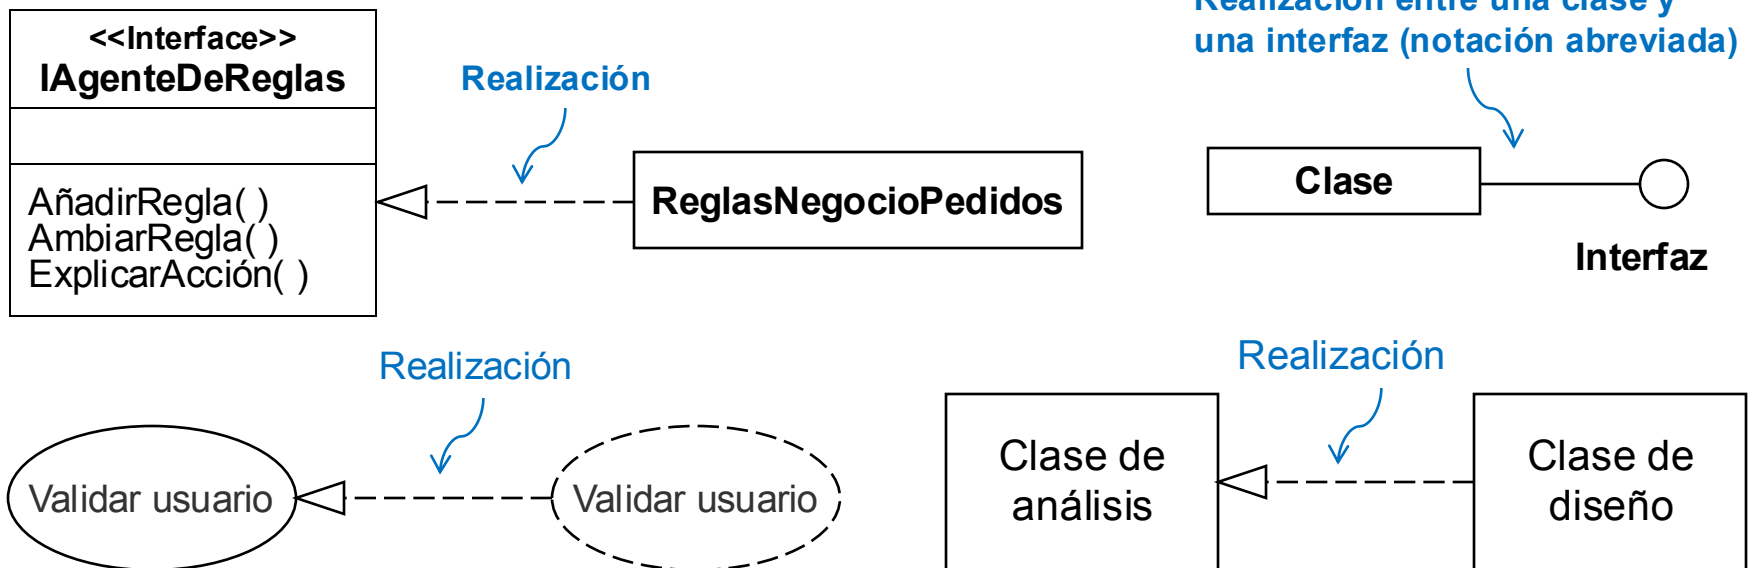 <<Interface>>
IAgenteDeReglas
AñadirRegla( )
AmbiarRegla( )
ExplicarAcción( )
Realización
ReglasNegocioPedidos
Realización entre una clase y
una interfaz (notación abreviada)
Clase
Interfaz
Realización
Validar usuario
Validar usuario
Realización
Clase de
análisis
Clase de
diseño